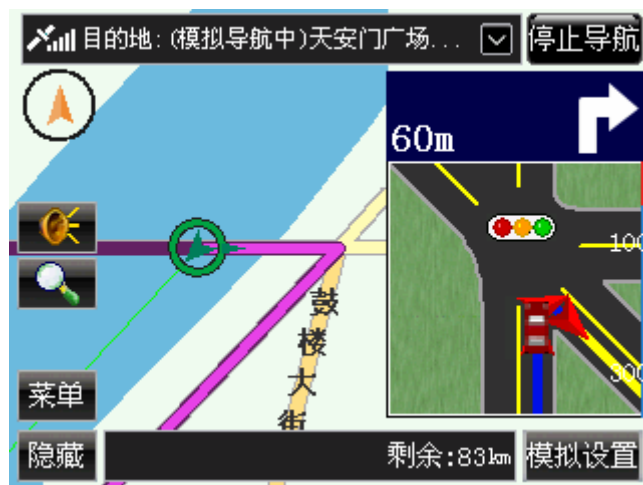 目的地:(模拟导航中)天安门广场...
停止导航
60m
100
鼓楼大街
300
菜单
隐藏
剩余:83km
模拟设置